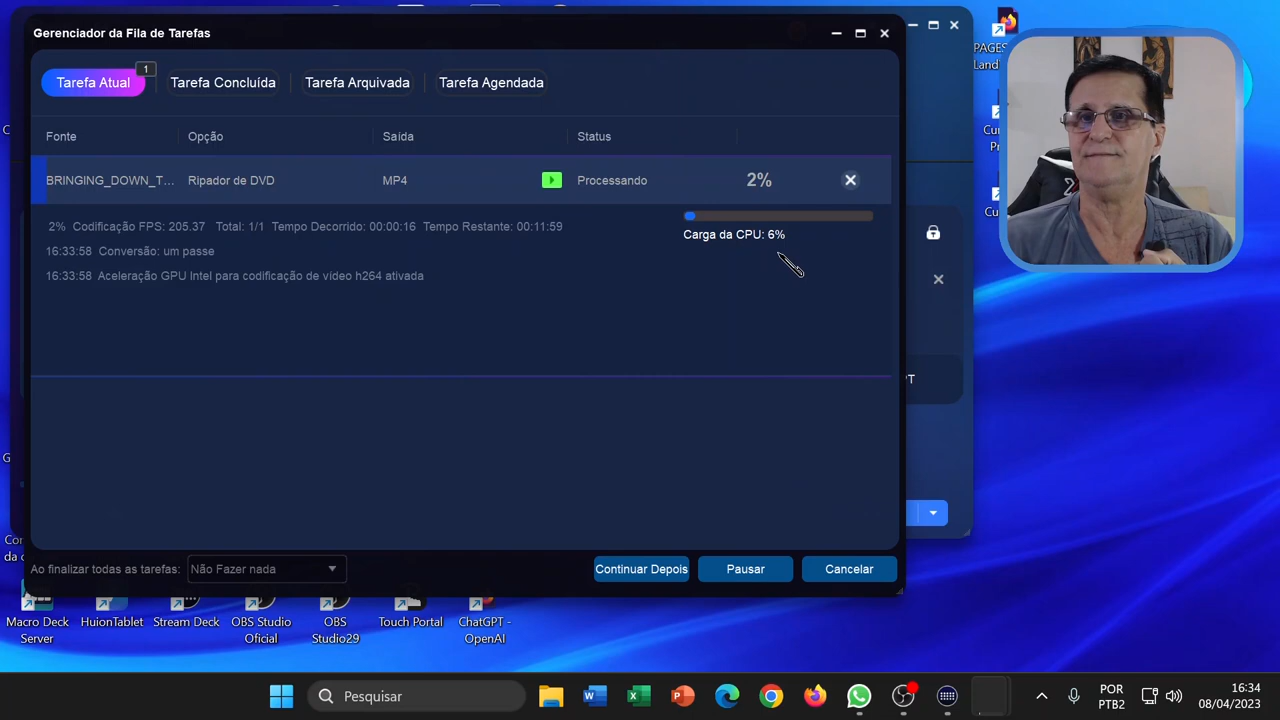 Gerenciador da Fila de Tarefas
Tarefa Atual
1
Tarefa Concluída
Tarefa Arquivada
Tarefa Agendada
Fonte
Opção
Saída
Status
BRINGING_DOWN_T...
Ripador de DVD
MP4
Processando
2%
2% Codificação FPS: 205.37 Total: 1/1 Tempo Decorrido: 00:00:16 Tempo Restante: 00:11:59
Carga da CPU: 6%
16:33:58 Conversão: um passe
16:33:58 Aceleração GPU Intel para codificação de vídeo h264 ativada
Ao finalizar todas as tarefas:
Não Fazer nada
Continuar Depois
Pausar
Cancelar
PAGES
Macro Deck
Server
HuionTablet
Stream Deck
OBS Studio
Oficial
OBS
Studio29
Touch Portal
ChatGPT -
OpenAI
Pesquisar
POR
PTB2
16:34
08/04/2023